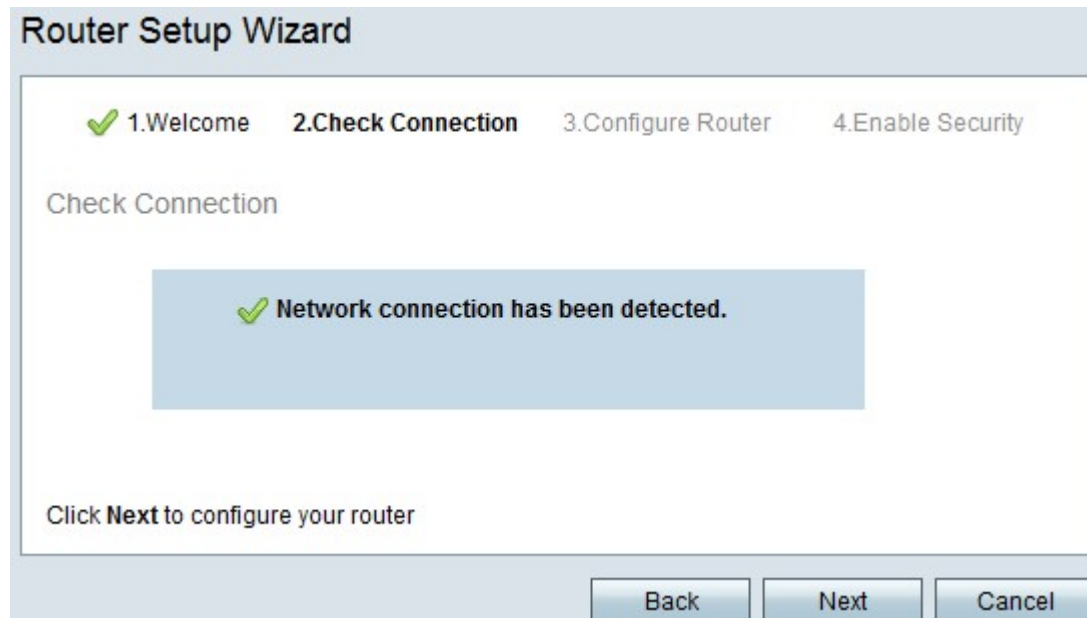 Router Setup Wizard
1.Welcome 2.Check Connection 3.Configure Router 4.Enable Security
Check Connection
Network connection has been detected.
Click Next to configure your router
Back Next Cancel